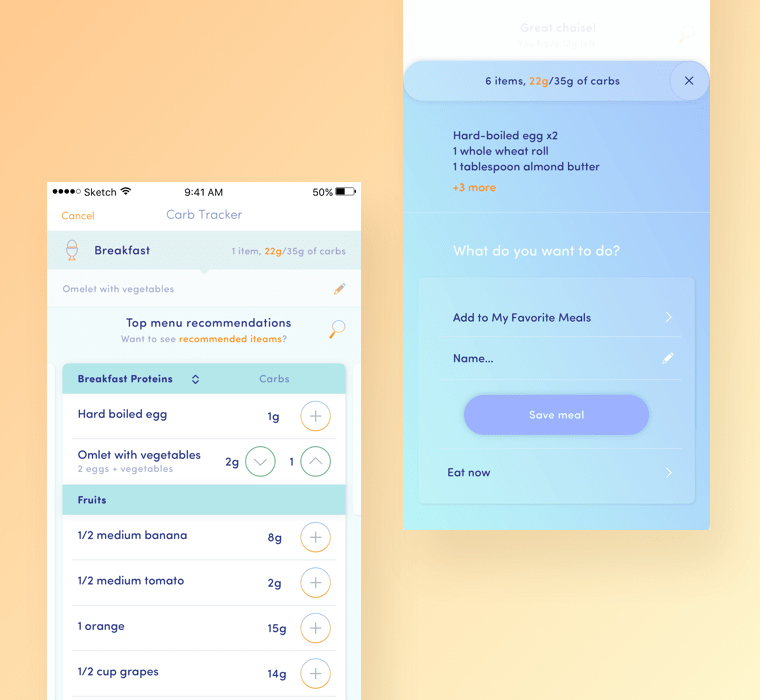 Sketch
9:41 AM
50%
Cancel
Carb Tracker
Breakfast
1 item, 22g/35g of carbs
Omelet with vegetables
Top menu recommendations
Want to see recommended iteams?
Breakfast Proteins
Carbs
Hard boiled egg
1g
Omlet with vegetables
2 eggs + vegetables
2g
1
Fruits
1/2 medium banana
8g
1/2 medium tomato
2g
1 orange
15g
1/2 cup grapes
14g
Great choise!
6 items, 22g/35g of carbs
Hard-boiled egg x2
1 whole wheat roll
1 tablespoon almond butter
+3 more
What do you want to do?
Add to My Favorite Meals
Name...
Save meal
Eat now